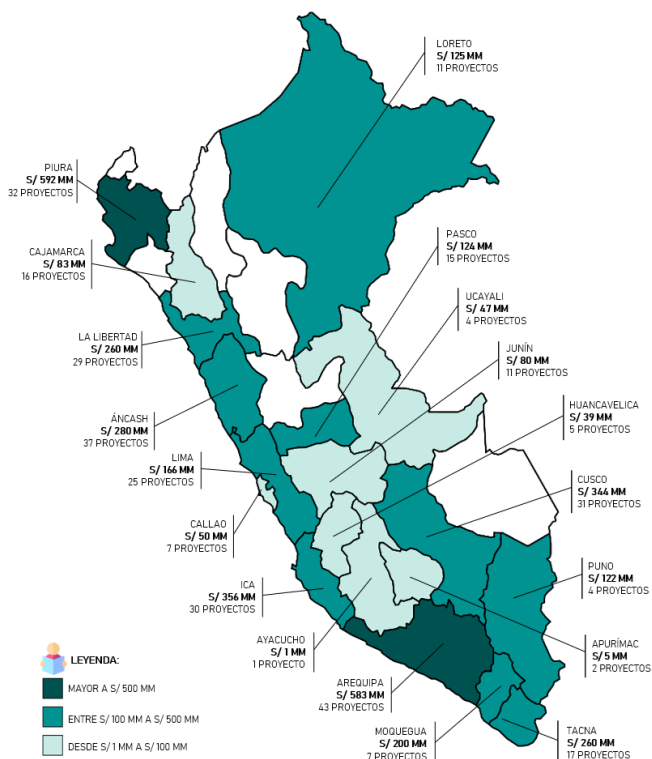 LORETO
S/ 125 MM
11 PROYECTOS
PIURA
S/ 592 MM
32 PROYECTOS
PASCO
S/ 124 MM
15 PROYECTOS
CAJAMARCA
S/ 83 MM
16 PROYECTOS
UCAYALI
S/ 47 MM
4 PROYECTOS
LA LIBERTAD
S/ 260 MM
29 PROYECTOS
JUNÍN
S/ 80 MM
11 PROYECTOS
HUANCAVELICA
S/ 39 MM
5 PROYECTOS
ÁNCASH
S/ 280 MM
37 PROYECTOS
LIMA
S/ 166 MM
25 PROYECTOS
CUSCO
S/ 344 MM
31 PROYECTOS
CALLAO
S/ 50 MM
7 PROYECTOS
PUNO
S/ 122 MM
4 PROYECTOS
ICA
S/ 356 MM
30 PROYECTOS
AYACUCHO
S/ 1 MM
1 PROYECTO
APURÍMAC
S/ 5 MM
2 PROYECTOS
AREQUIPA
S/ 583 MM
43 PROYECTOS
MOQUEGUA
S/ 200 MM
7 PROYECTOS
TACNA
S/ 260 MM
17 PROYECTOS
LEYENDA:
MAYOR A S/ 500 MM
ENTRE S/ 100 MM A S/ 500 MM
DESDE S/ 1 MM A S/ 100 MM